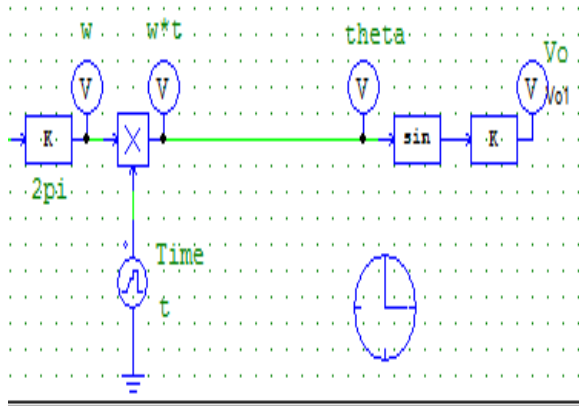 w w*t theta Vo
V V V V Vo1
K sin K
2pi
Time
t